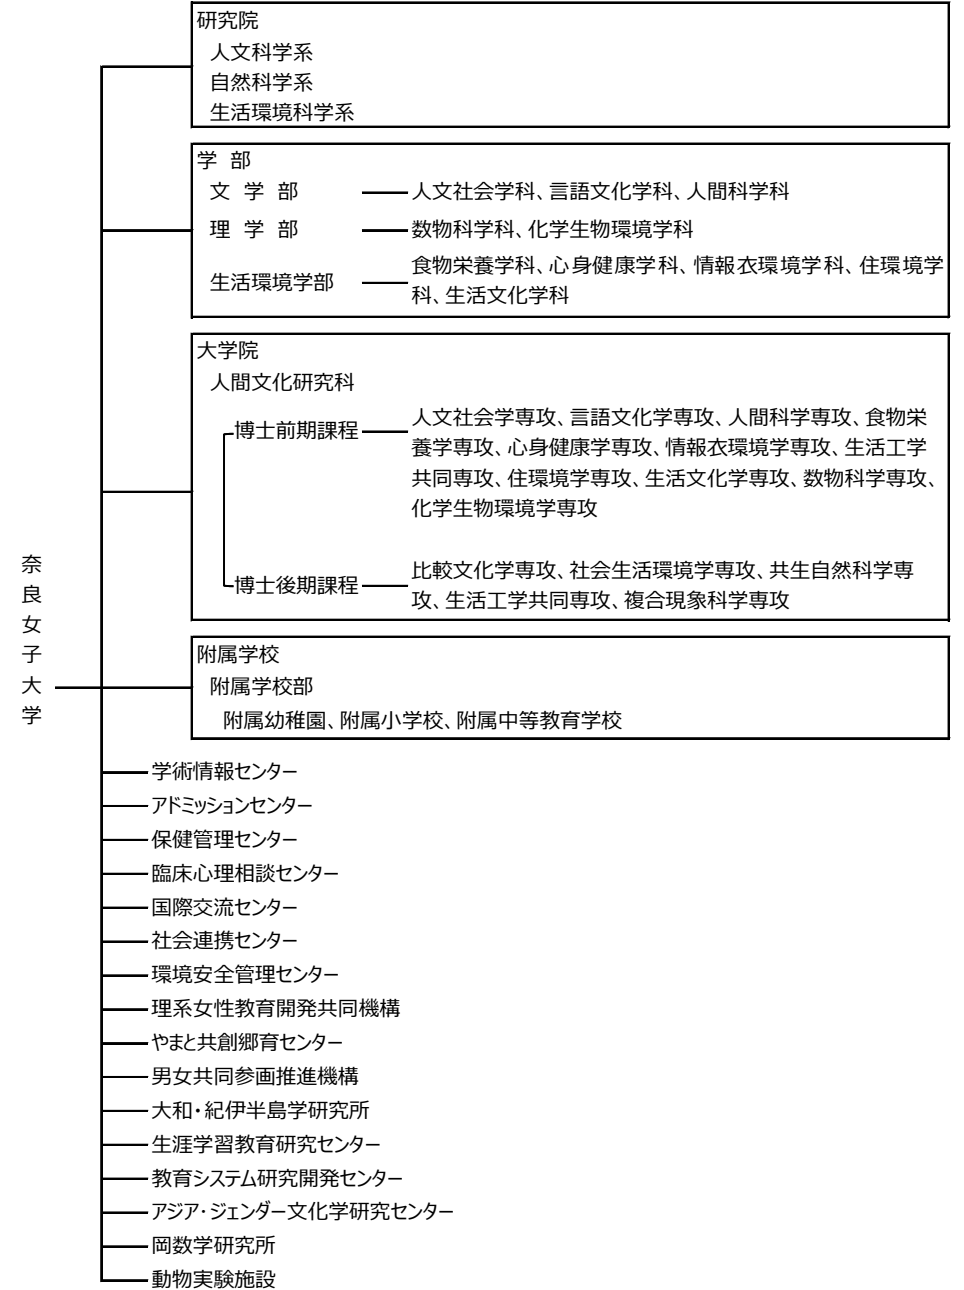 研究院
人文科学系
自然科学系
生活環境科学系
学 部
文 学 部 人文社会学科、言語文化学科、人間科学科
理 学 部 数物科学科、化学生物環境学科
生活環境学部 食物栄養学科、心身健康学科、情報衣環境学科、住環境学
科、生活文化学科
大学院
人間文化研究科
博士前期課程 人文社会学専攻、言語文化学専攻、人間科学専攻、食物栄
養学専攻、心身健康学専攻、情報衣環境学専攻、生活工学
共同専攻、住環境学専攻、生活文化学専攻、数物科学専攻、
化学生物環境学専攻
博士後期課程 比較文化学専攻、社会生活環境学専攻、共生自然科学専
攻、生活工学共同専攻、複合現象科学専攻
奈良女子大学
附属学校
附属学校部
附属幼稚園、附属小学校、附属中等教育学校
学術情報センター
アドミッションセンター
保健管理センター
臨床心理相談センター
国際交流センター
社会連携センター
環境安全管理センター
理系女性教育開発共同機構
やまと共創郷育センター
男女共同参画推進機構
大和・紀伊半島学研究所
生涯学習教育研究センター
教育システム研究開発センター
アジア・ジェンダー文化学研究センター
岡数学研究所
動物実験施設